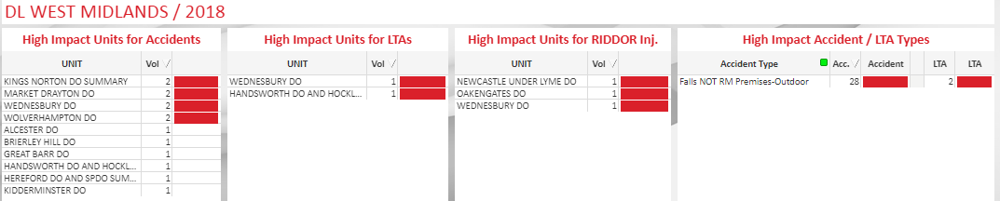 DL WEST MIDLANDS / 2018
High Impact Units for Accidents
UNIT Vol
KINGS NORTON DO SUMMARY 2
MARKET DRAYTON DO 2
WEDNESBURY DO 2
WOLVERHAMPTON DO 2
ALCESTER DO 1
BRIERLEY HILL DO 1
GREAT BARR DO 1
HANDSWORTH DO AND HOCKL... 1
HEREFORD DO AND SPDO SUM... 1
KIDDERMINSTER DO 1
High Impact Units for LTAs
UNIT Vol
WEDNESBURY DO 1
HANDSWORTH DO AND HOCKL... 1
High Impact Units for RIDDOR Inj.
UNIT Vol
NEWCASTLE UNDER LYME DO 1
OAKENGATES DO 1
WEDNESBURY DO 1
High Impact Accident / LTA Types
Accident Type Acc. Accident LTA LTA
Falls NOT RM Premises-Outdoor 28 2